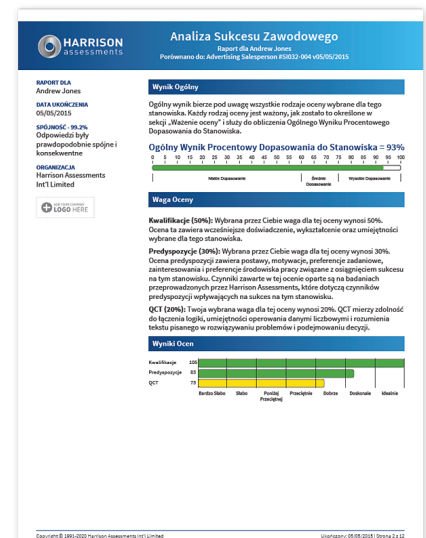 HARRISON
assessments
Analiza Sukcesu Zawodowego
Raport dla Andrew Jones
Porównano do: Advertising Salesperson #SI032-004 v05/05/2015
RAPORT DLA
Andrew Jones
DATA UKOŃCZENIA
05/05/2015
SPÓJNOŚĆ - 99.2%
Odpowiedzi były
prawdopodobnie spójne i
konsekwentne
ORGANIZACJA
Harrison Assessments
Int'l Limited
ADD YOUR COMPANY
LOGO HERE
Wynik Ogólny
Ogólny wynik bierze pod uwagę wszystkie rodzaje oceny wybrane dla tego
stanowiska. Każdy rodzaj oceny jest ważony, jak zostało to określone w
sekcji „Ważenie oceny" i służy do obliczenia Ogólnego Wyniku Procentowego
Dopasowania do Stanowiska.
Ogólny Wynik Procentowy Dopasowania do Stanowiska = 93%
0 5 10 15 20 25 30 35 40 45 50 55 60 65 70 75 80 85 90 95 100
Niskie Dopasowanie Średnie Dopasowanie Wysokie Dopasowanie
Waga Oceny
Kwalifikacje (50%): Wybrana przez Ciebie waga dla tej oceny wynosi 50%.
Ocena ta zawiera wcześniejsze doświadczenie, wykształcenie oraz umiejętności
wybrane dla tego stanowiska.
Predyspozycje (30%): Wybrana przez Ciebie waga dla tej oceny wynosi 30%.
Ocena predyspozycji zawiera postawy, motywacje, preferencje zadaniowe,
zainteresowania i preferencje środowiska pracy związane z osiągnięciem sukcesu
na tym stanowisku. Czynniki zawarte w tej ocenie oparte są na badaniach
przeprowadzonych przez Harrison Assessments, które dotyczą czynników
predyspozycji wpływających na sukces na tym stanowisku.
QCT (20%): Twoja wybrana waga dla tej oceny wynosi 20%. QCT mierzy zdolność
do łączenia logiki, umiejętności operowania danymi liczbowymi i rozumienia
tekstu pisanego w rozwiązywaniu problemów i podejmowaniu decyzji.
Wyniki Ocen
Kwalifikacje 105
Predyspozycje 83
QCT 73
Bardzo Słabo Słabo Poniżej Przeciętnej Przeciętnie Dobrze Doskonale Idealnie
Copyright © 1991-2020 Harrison Assessments Int'l Limited
Ukończony: 05/05/2015 | Strona 2 z 12